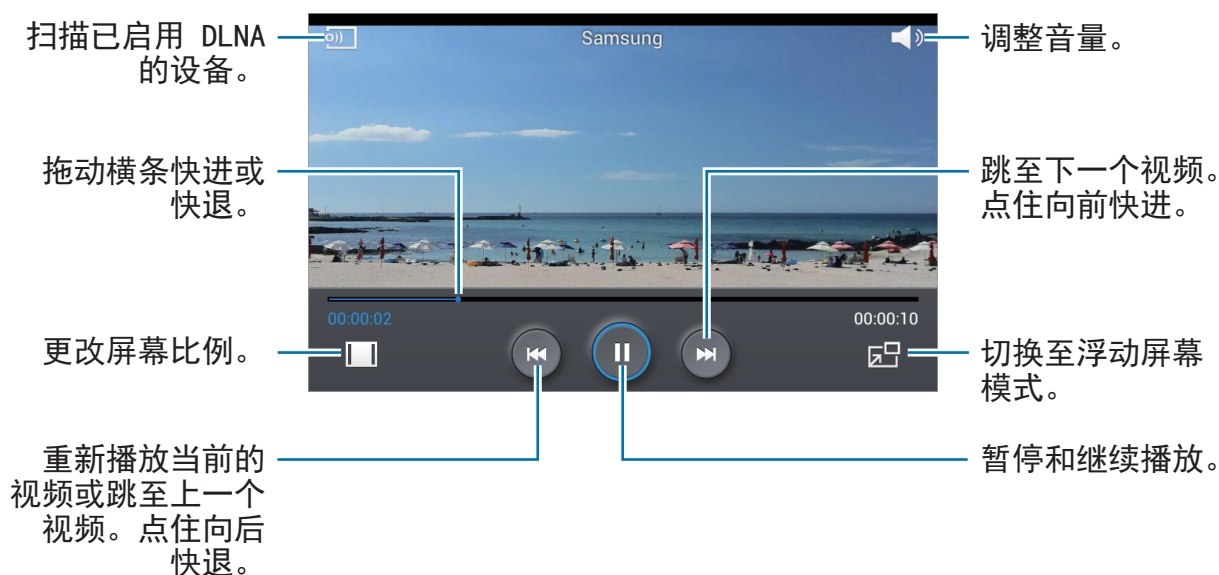 扫描已启用 DLNA
的设备。
Samsung
调整音量。
拖动横条快进或
快退。
跳至下一个视频。
点住向前快进。
00:00:02
00:00:10
更改屏幕比例。
切换至浮动屏幕
模式。
重新播放当前的
视频或跳至上一个
视频。点住向后
快退。
暂停和继续播放。